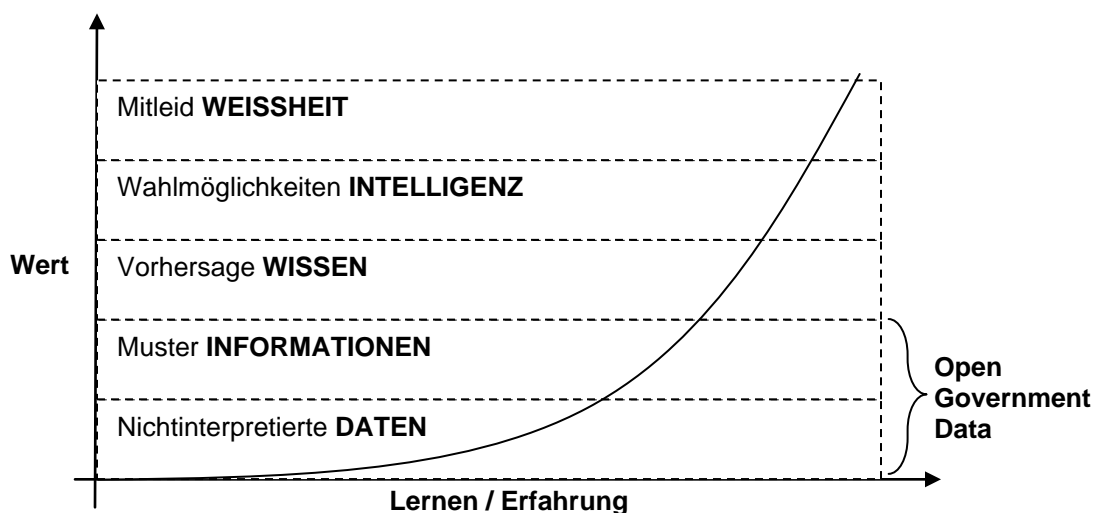 Mitleid WEISSHEIT
Wahlmöglichkeiten INTELLIGENZ
Wert
Vorhersage WISSEN
Muster INFORMATIONEN
Nichtinterpretierte DATEN
Open
Government
Data
Lernen / Erfahrung